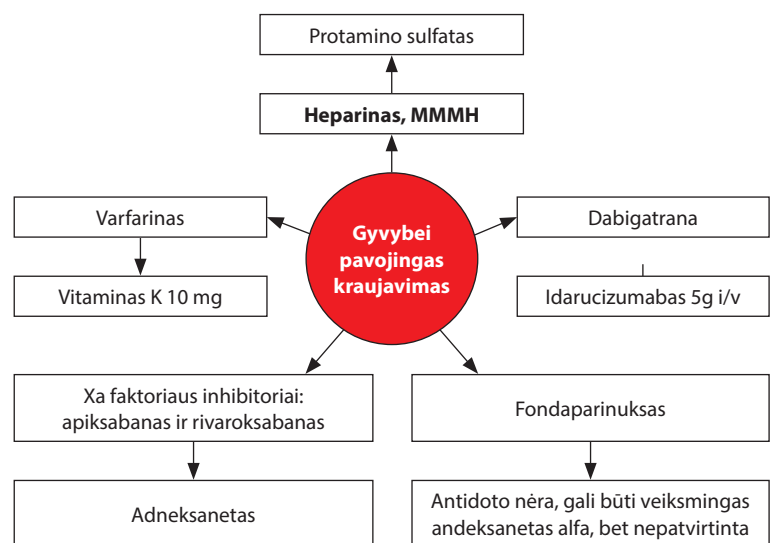 Protamino sulfatas
Heparinas, MMMH
Varfarinas
Vitaminas K 10 mg
Gyvybei
pavojingas
kraujavimas
Dabigatrana
Idarucizumabas 5g i/v
Xa faktoriaus inhibitoriai:
apiksabanas ir rivaroksabanas
Adneksanetas
Fondaparinuksas
Antidoto nėra, gali būti veiksmingas
andeksanetas alfa, bet nepatvirtinta